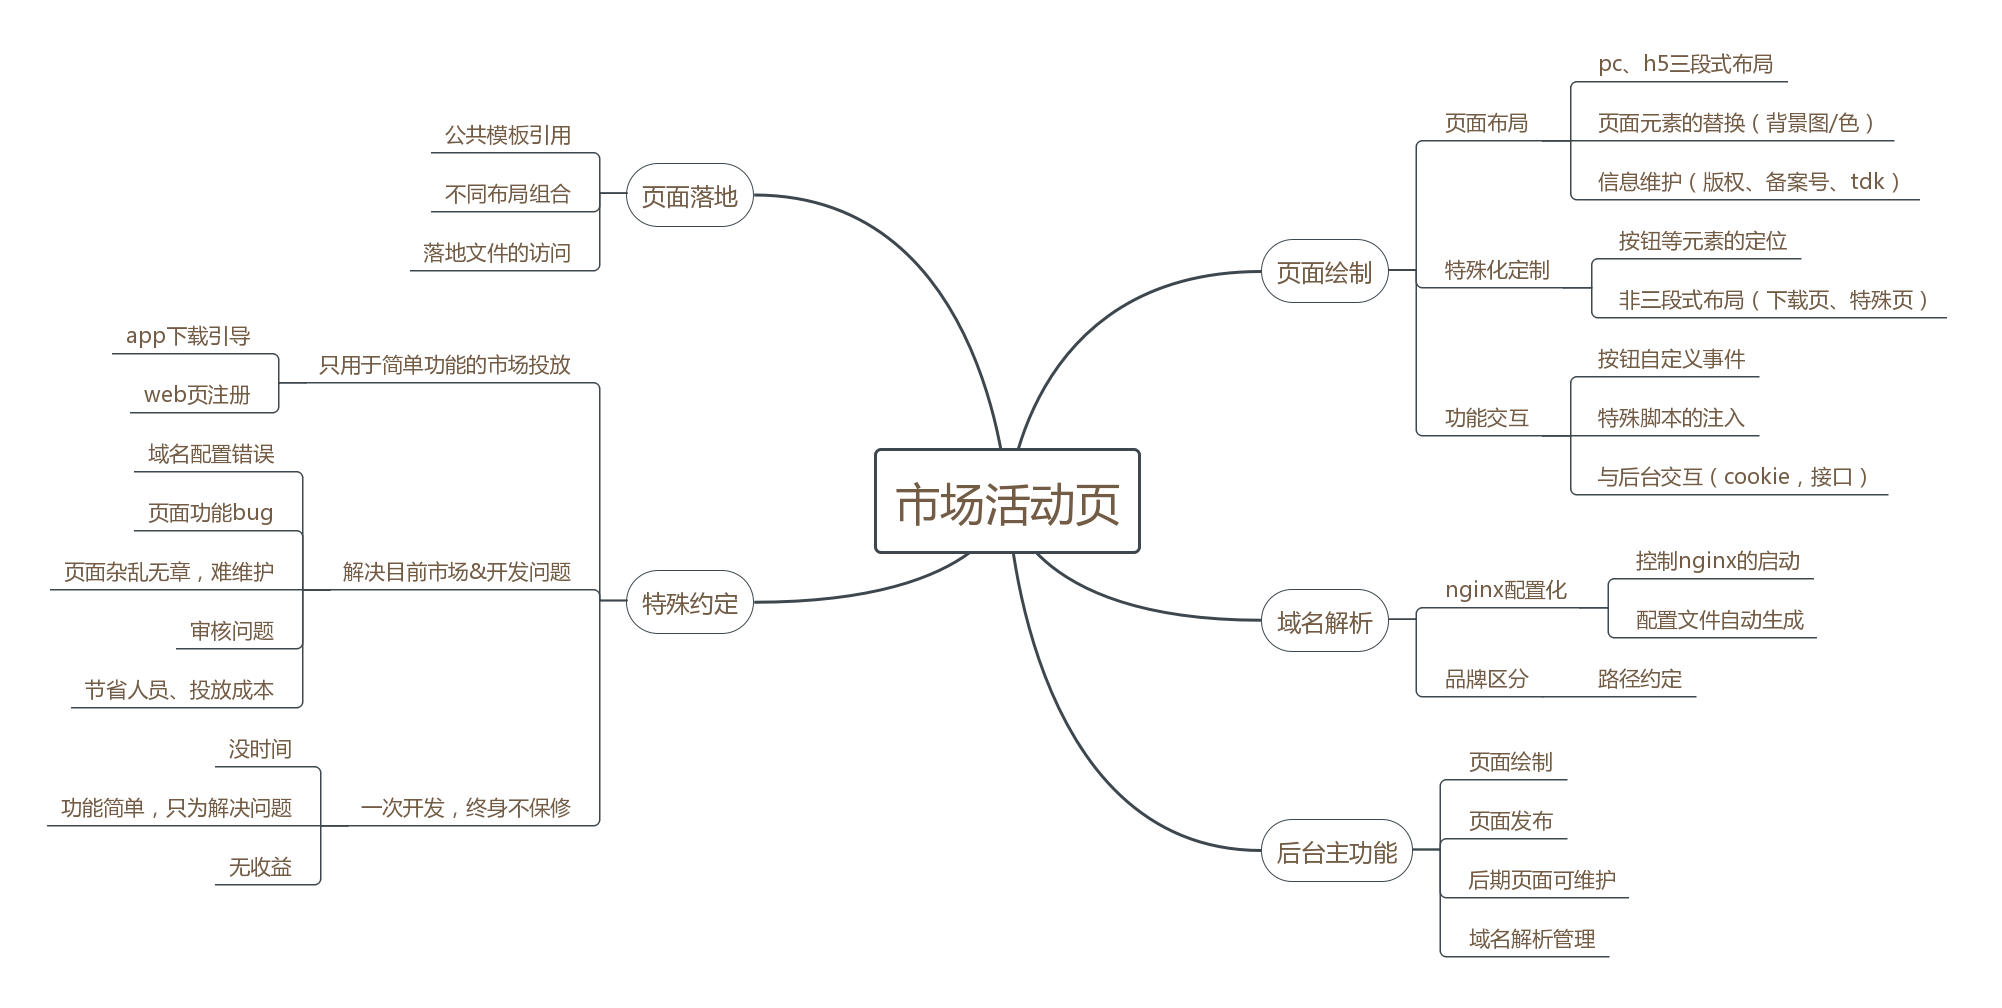 市场活动页
页面绘制
页面布局
pc、h5三段式布局
页面元素的替换（背景图/色）
信息维护（版权、备案号、tdk）
特殊化定制
按钮等元素的定位
非三段式布局（下载页、特殊页）
功能交互
按钮自定义事件
特殊脚本的注入
与后台交互（cookie，接口）
域名解析
nginx配置化
控制nginx的启动
配置文件自动生成
品牌区分
路径约定
后台主功能
页面绘制
页面发布
后期页面可维护
域名解析管理
页面落地
公共模板引用
不同布局组合
落地文件的访问
特殊约定
只用于简单功能的市场投放
app下载引导
web页注册
解决目前市场&开发问题
域名配置错误
页面功能bug
页面杂乱无章，难维护
审核问题
节省人员、投放成本
一次开发，终身不保修
没时间
功能简单，只为解决问题
无收益